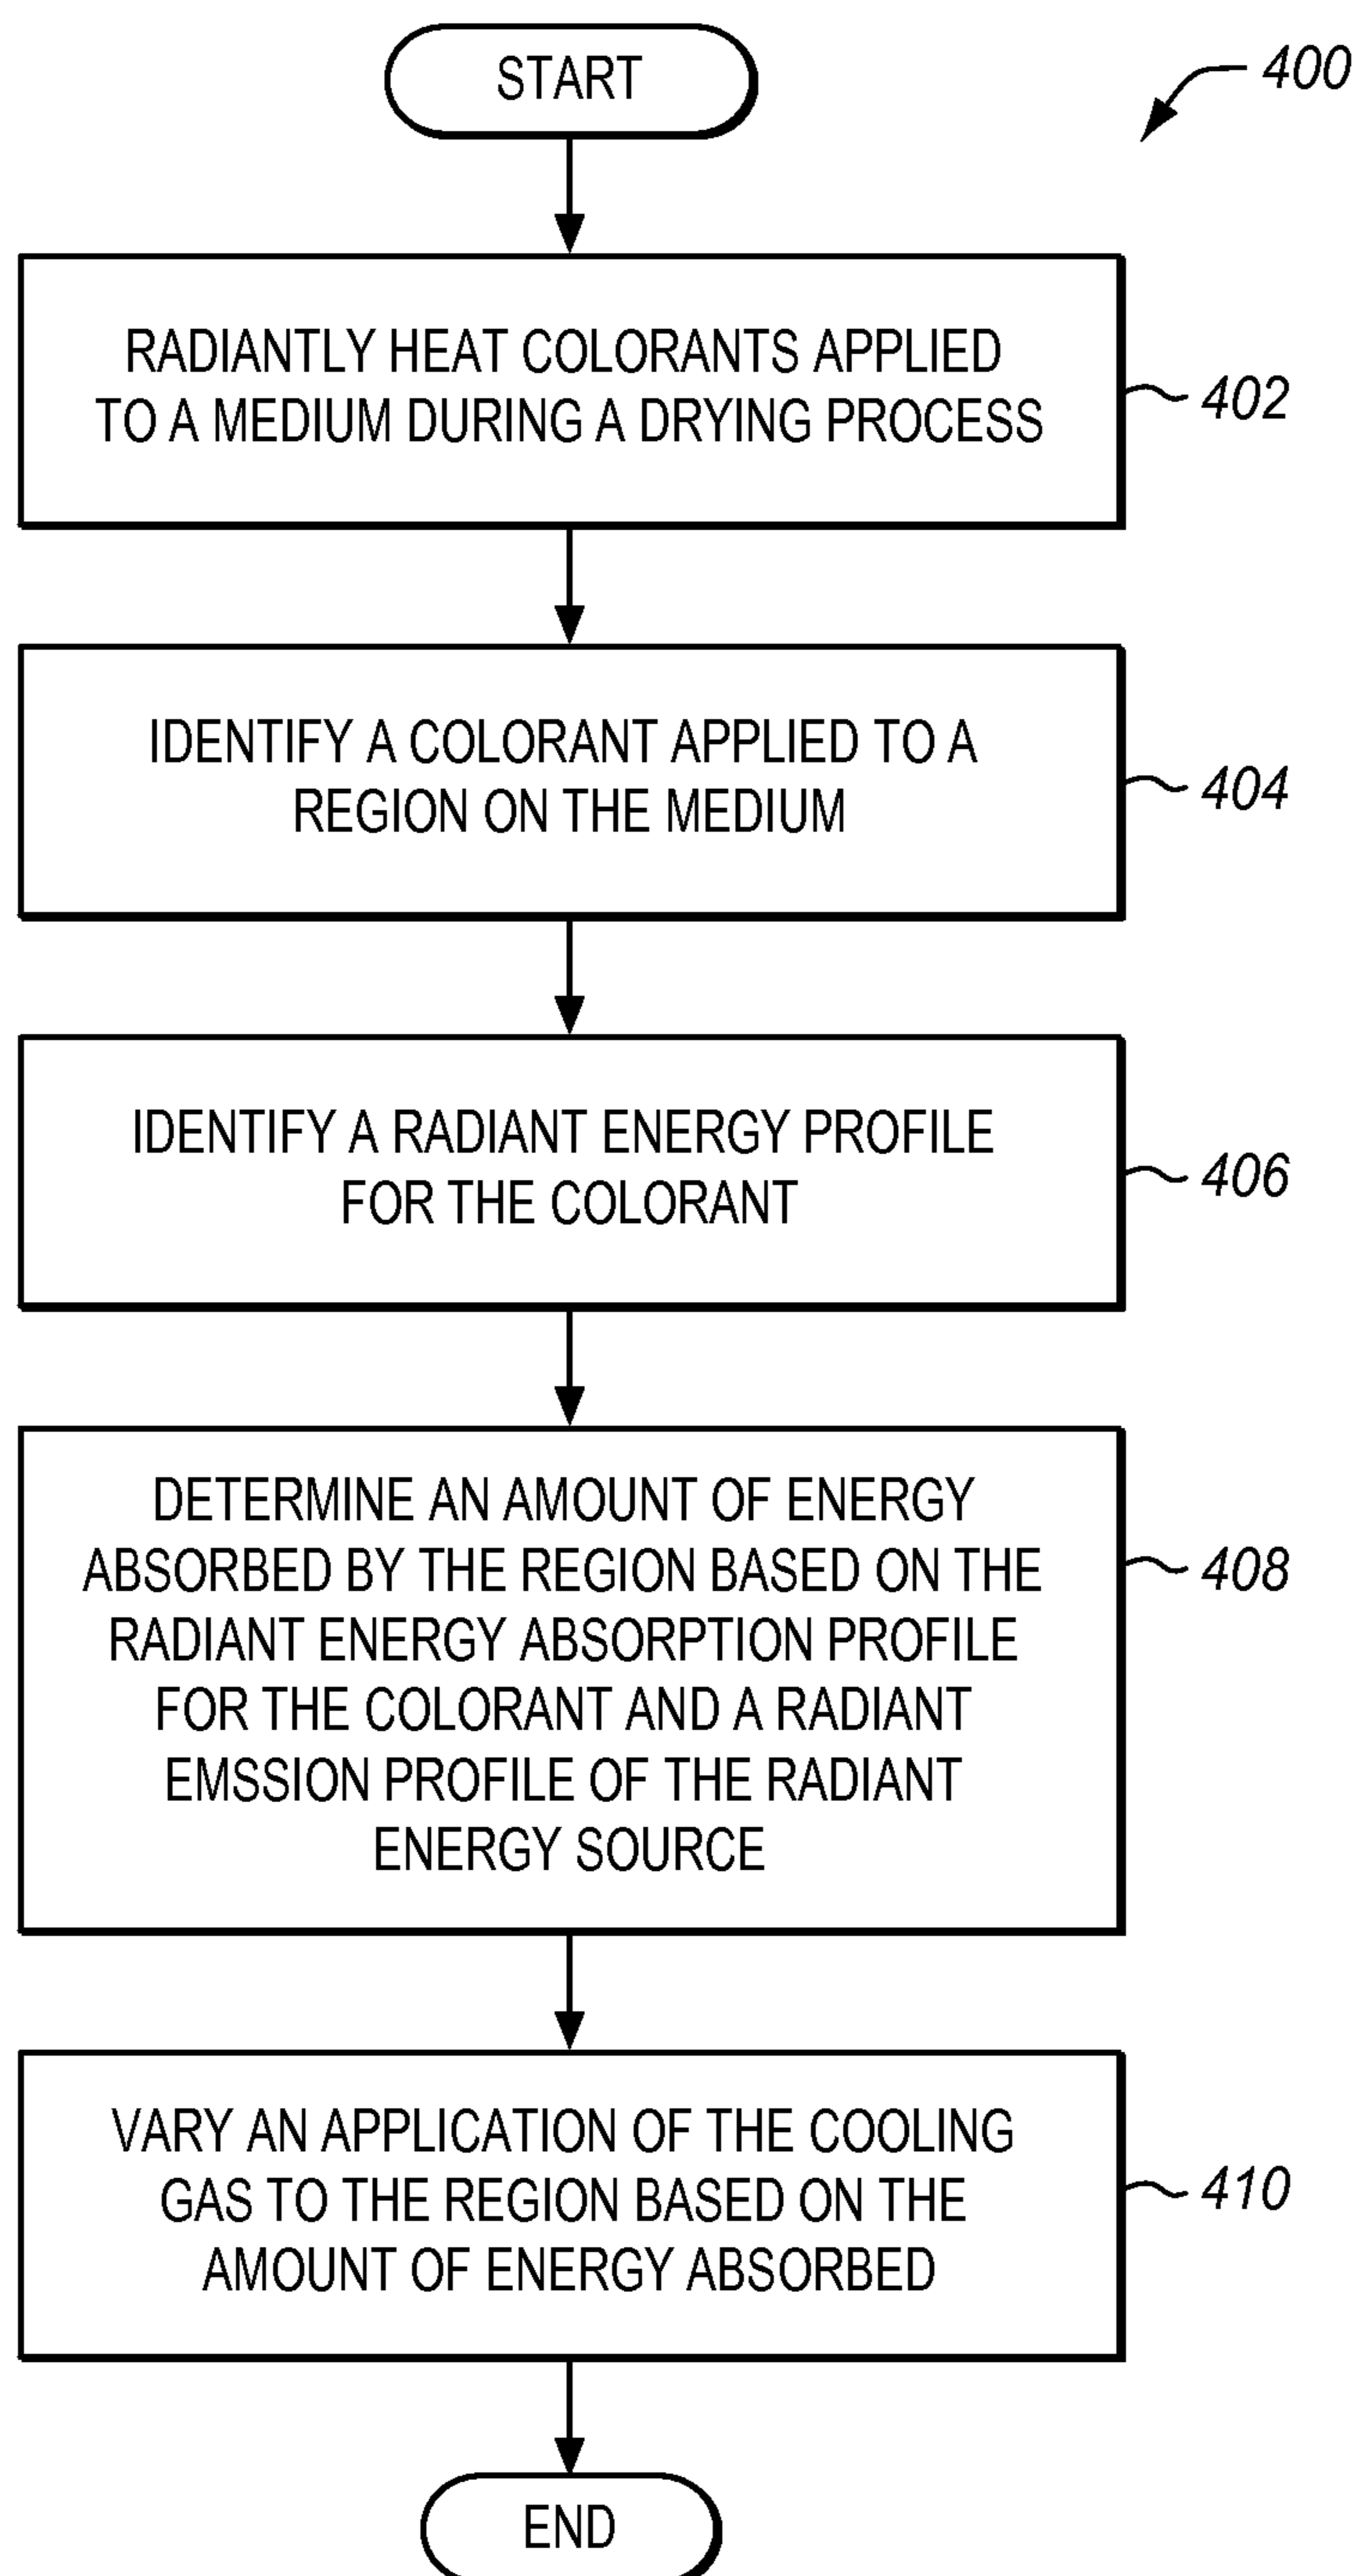 START
400
RADIANTLY HEAT COLORANTS APPLIED
TO A MEDIUM DURING A DRYING PROCESS
402
IDENTIFY A COLORANT APPLIED TO A
REGION ON THE MEDIUM
404
IDENTIFY A RADIANT ENERGY PROFILE
FOR THE COLORANT
406
DETERMINE AN AMOUNT OF ENERGY
ABSORBED BY THE REGION BASED ON THE
RADIANT ENERGY ABSORPTION PROFILE
FOR THE COLORANT AND A RADIANT
EMSSION PROFILE OF THE RADIANT
ENERGY SOURCE
408
VARY AN APPLICATION OF THE COOLING
GAS TO THE REGION BASED ON THE
AMOUNT OF ENERGY ABSORBED
410
END